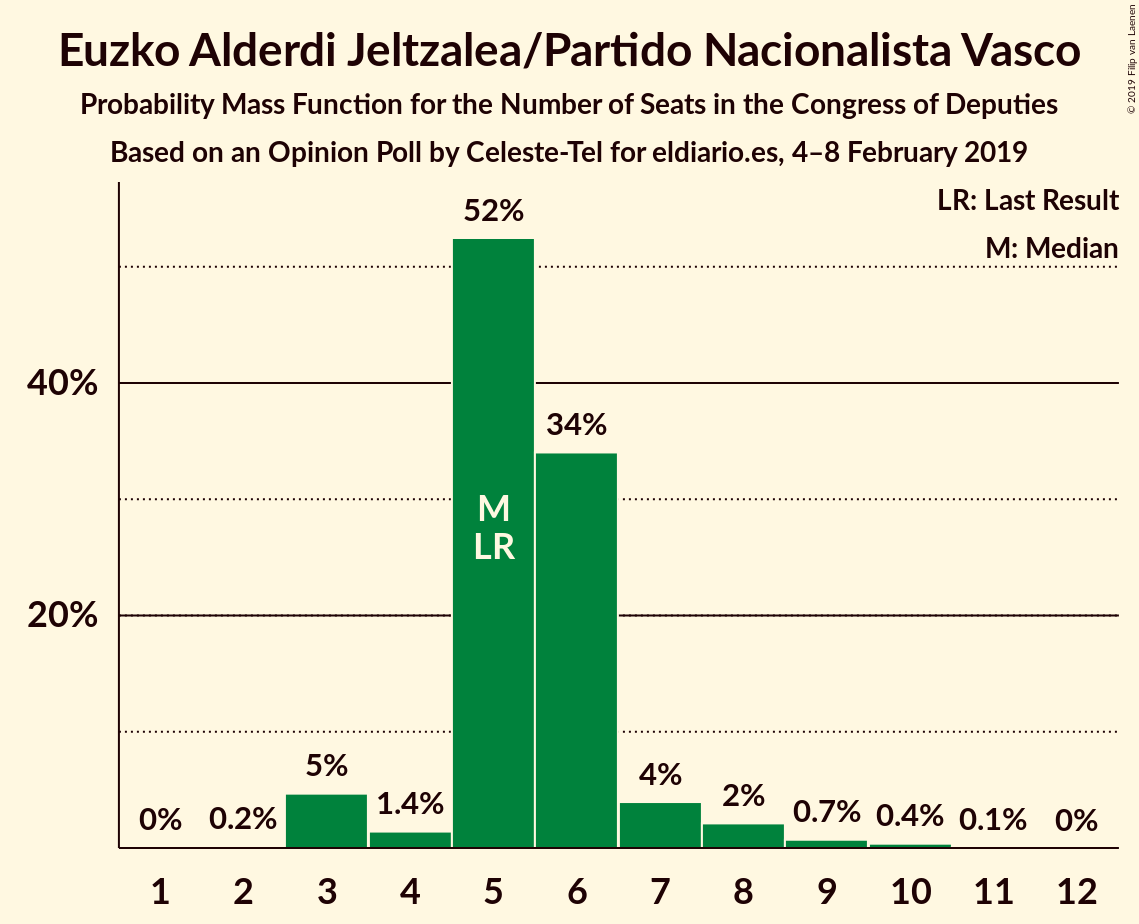 Euzko Alderdi Jeltzalea/Partido Nacionalista Vasco
Probability Mass Function for the Number of Seats in the Congress of Deputies
Based on an Opinion Poll by Celeste-Tel for eldiario.es, 4–8 February 2019
© 2019 Filip van Laenen
LR: Last Result
M: Median
52%
40%
34%
M
LR
20%
5%
4%
2%
1.4%
0.7%
0.4%
0%
0.2%
0.1%
0%
1 2 3 4 5 6 7 8 9 10 11 12